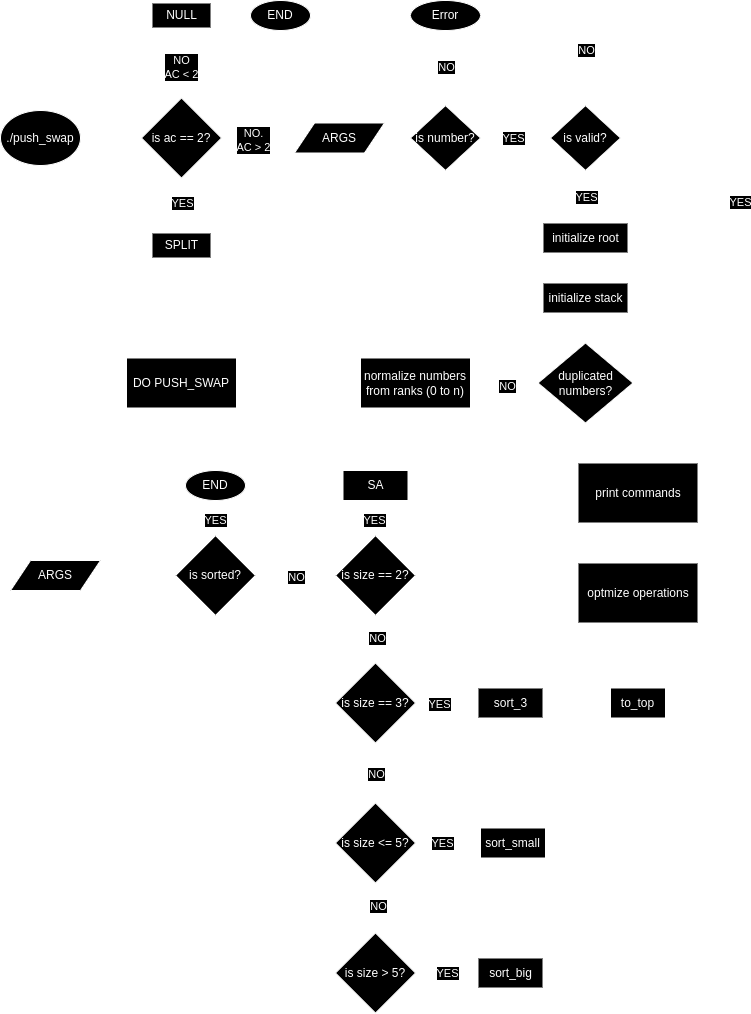 NULL
END
Error
NO
NO
AC < 2
NO
./push_swap
is ac == 2?
NO.
AC > 2
ARGS
is number?
YES
is valid?
YES
YES
YES
SPLIT
initialize root
initialize stack
DO PUSH_SWAP
normalize numbers
from ranks (0 to n)
NO
duplicated
numbers?
END
SA
print commands
YES
YES
ARGS
is sorted?
NO
is size == 2?
optmize operations
NO
is size == 3?
YES
sort_3
to_top
NO
is size <= 5?
YES
sort_small
NO
is size > 5?
YES
sort_big